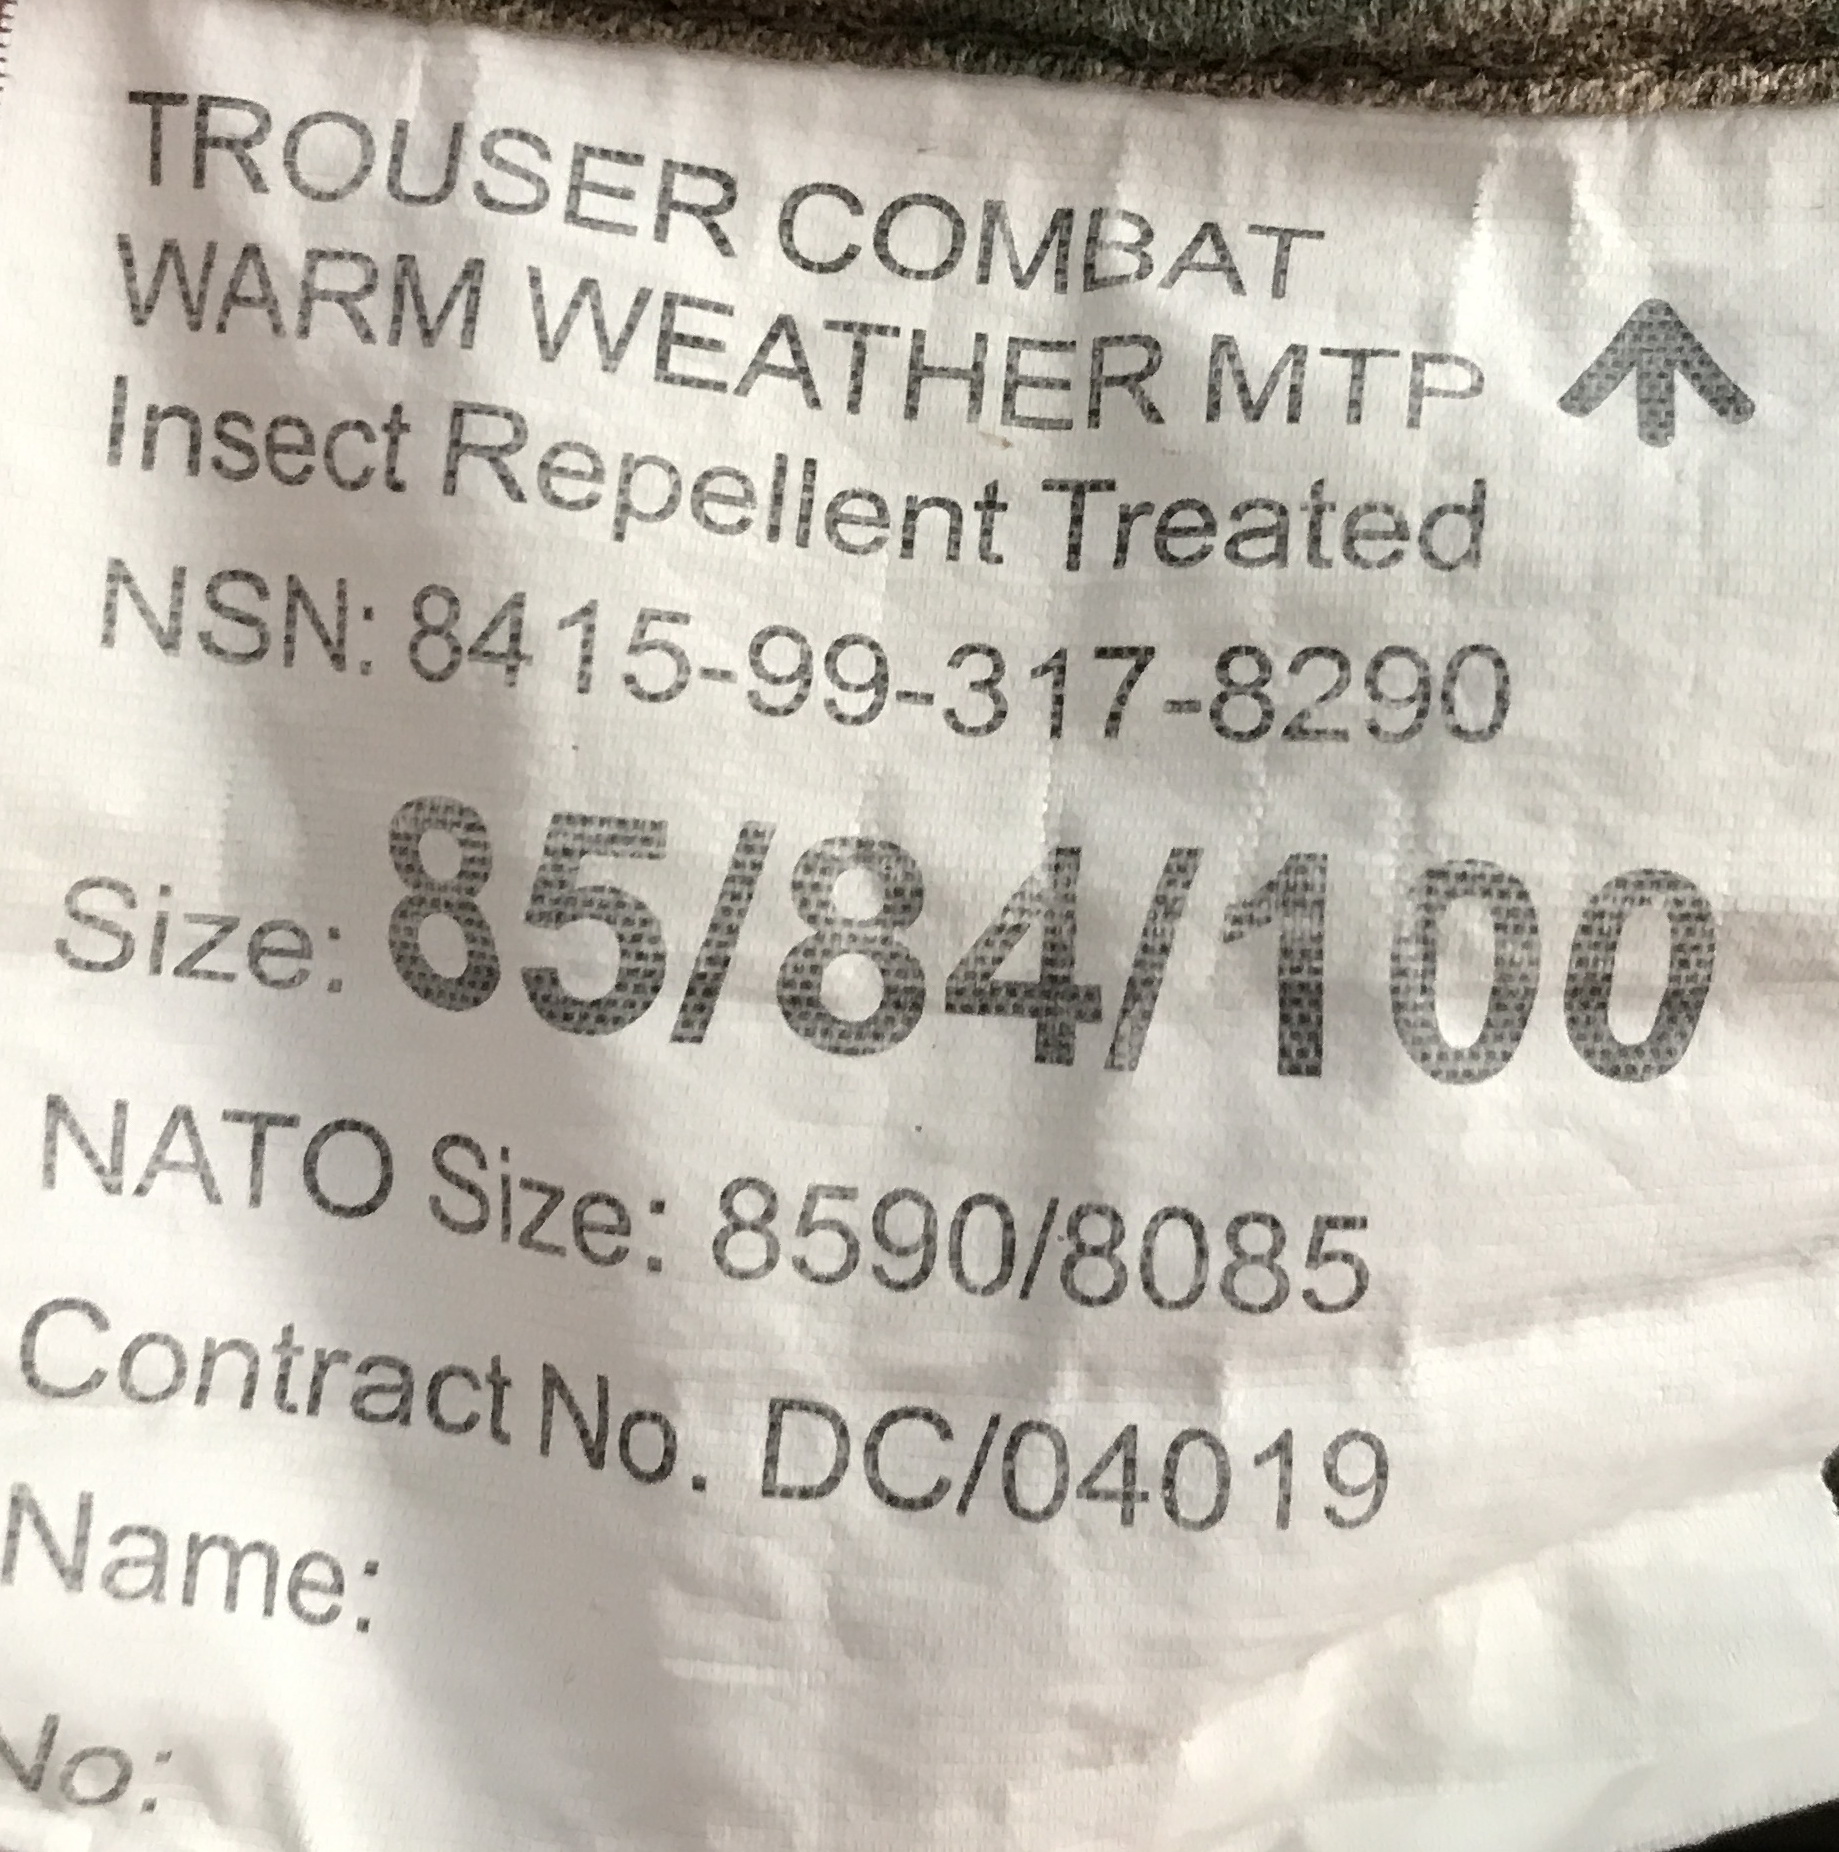 TROUSER COMBAT
WARM WEATHER MTP
Insect Repellent Treated
NSN: 8415-99-317-8290
Size: 85/84/100
NATO Size: 8590/8085
Contract No. DC/04019
Name:
No: